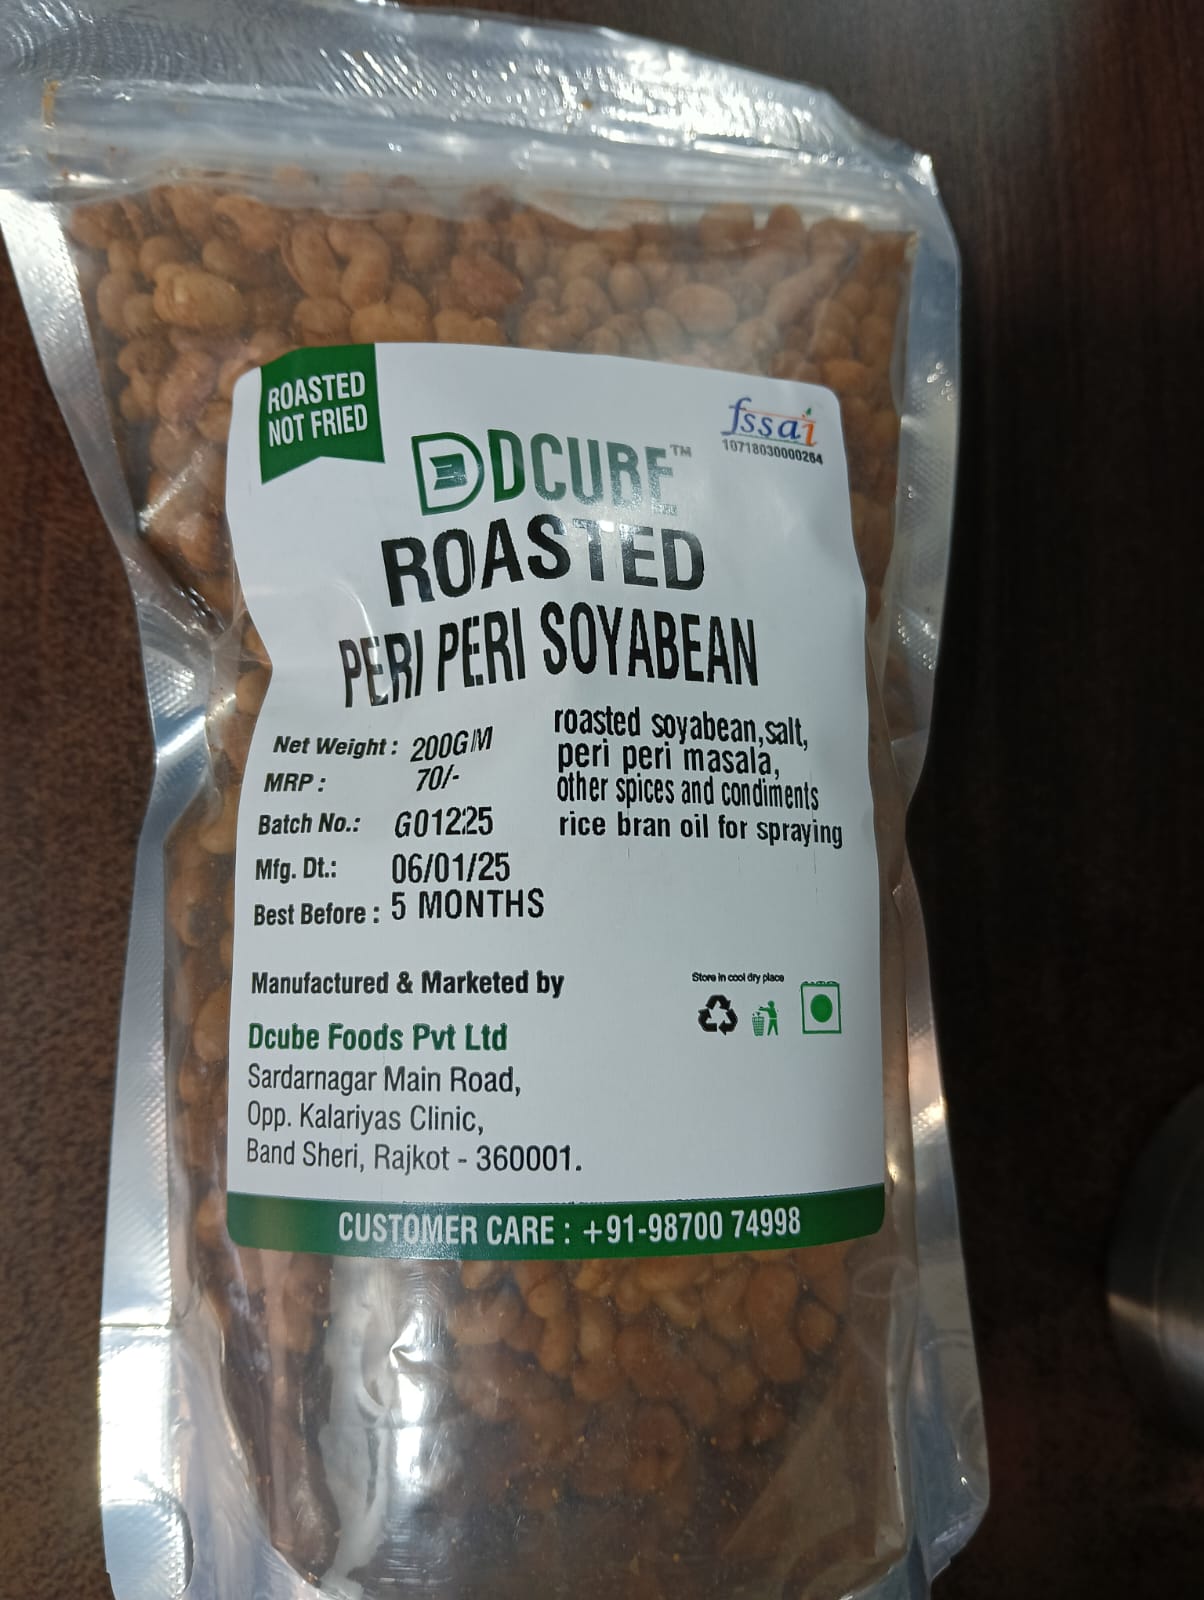 ROASTED
NOT FRIED
fssai
10718030000264
DCUBE™
ROASTED
PERI PERI SOYABEAN
Net Weight : 200GM
MRP : 70/-
Batch No.: G01225
Mfg. Dt.: 06/01/25
Best Before : 5 MONTHS
roasted soyabean,salt,
peri peri masala,
other spices and condiments
rice bran oil for spraying
Manufactured & Marketed by
Dcube Foods Pvt Ltd
Sardarnagar Main Road,
Opp. Kalariyas Clinic,
Band Sheri, Rajkot - 360001.
Store in cool dry place
CUSTOMER CARE : +91-98700 74998